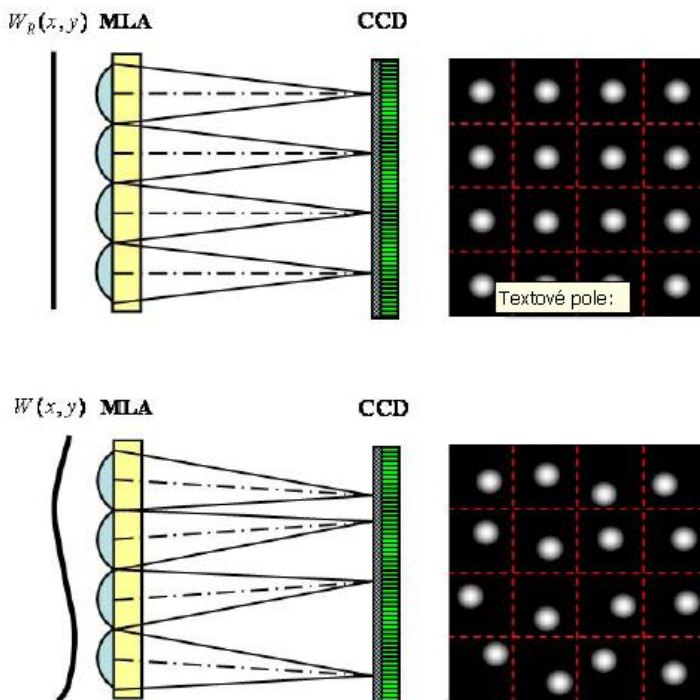 W_R(x, y) MLA CCD
Textové pole:
W(x, y) MLA CCD